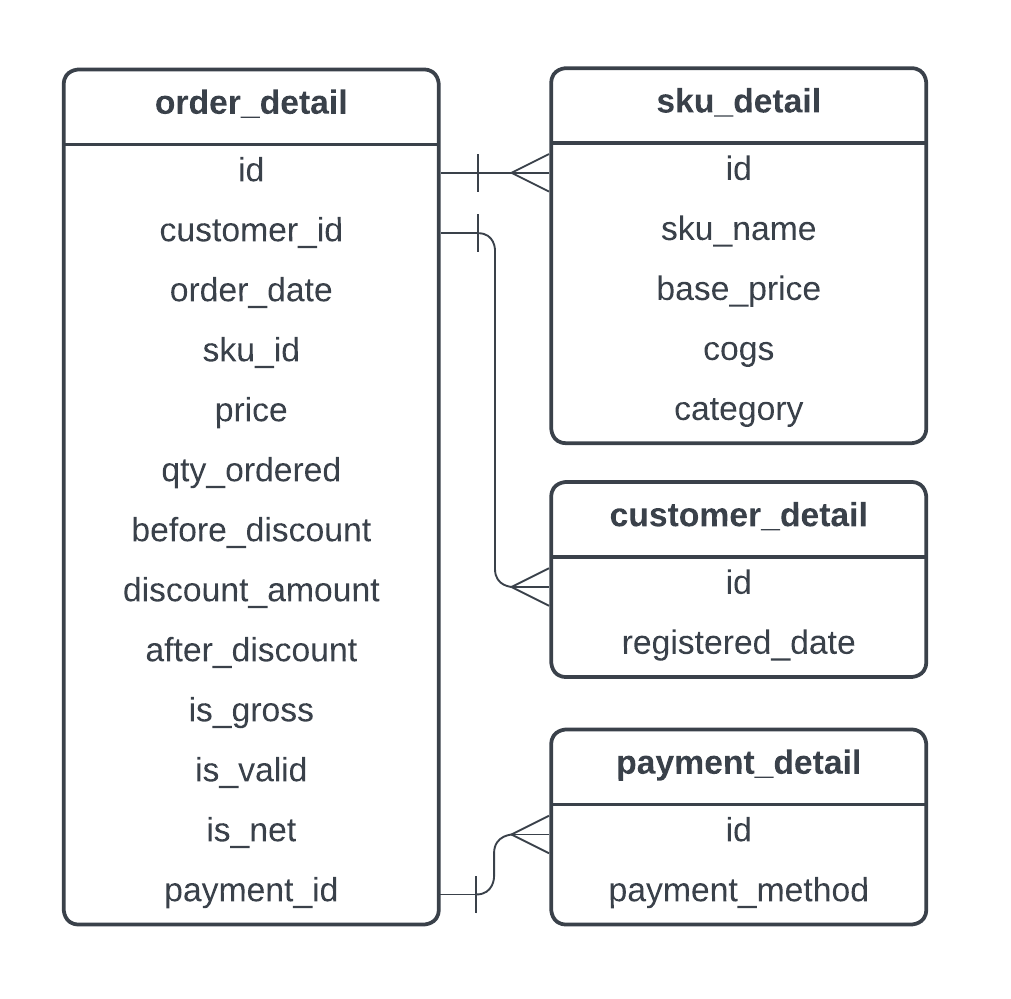 order_detail
id
customer_id
order_date
sku_id
price
qty_ordered
before_discount
discount_amount
after_discount
is_gross
is_valid
is_net
payment_id
sku_detail
id
sku_name
base_price
cogs
category
customer_detail
id
registered_date
payment_detail
id
payment_method